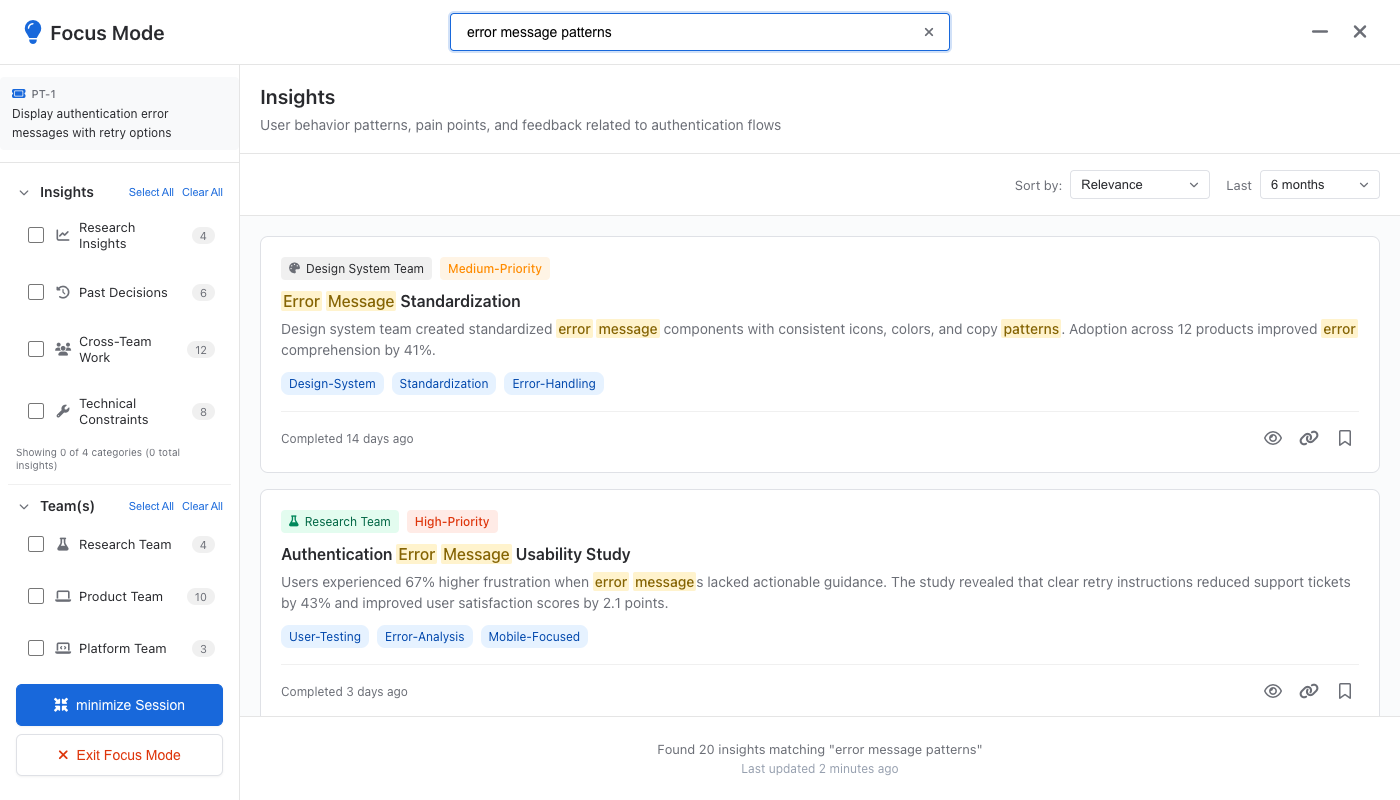 Focus Mode
error message patterns
PT-1
Display authentication error
messages with retry options
Insights Select All Clear All
Research
Insights
4
Past Decisions 6
Cross-Team
Work
12
Technical
Constraints
8
Showing 0 of 4 categories (0 total
insights)
Team(s) Select All Clear All
Research Team 4
Product Team 10
Platform Team 3
minimize Session
Exit Focus Mode
Insights
User behavior patterns, pain points, and feedback related to authentication flows
Sort by: Relevance Last 6 months
Design System Team Medium-Priority
Error Message Standardization
Design system team created standardized error message components with consistent icons, colors, and copy patterns. Adoption across 12 products improved error
comprehension by 41%.
Design-System Standardization Error-Handling
Completed 14 days ago
Research Team High-Priority
Authentication Error Message Usability Study
Users experienced 67% higher frustration when error messages lacked actionable guidance. The study revealed that clear retry instructions reduced support tickets
by 43% and improved user satisfaction scores by 2.1 points.
User-Testing Error-Analysis Mobile-Focused
Completed 3 days ago
Found 20 insights matching "error message patterns"
Last updated 2 minutes ago